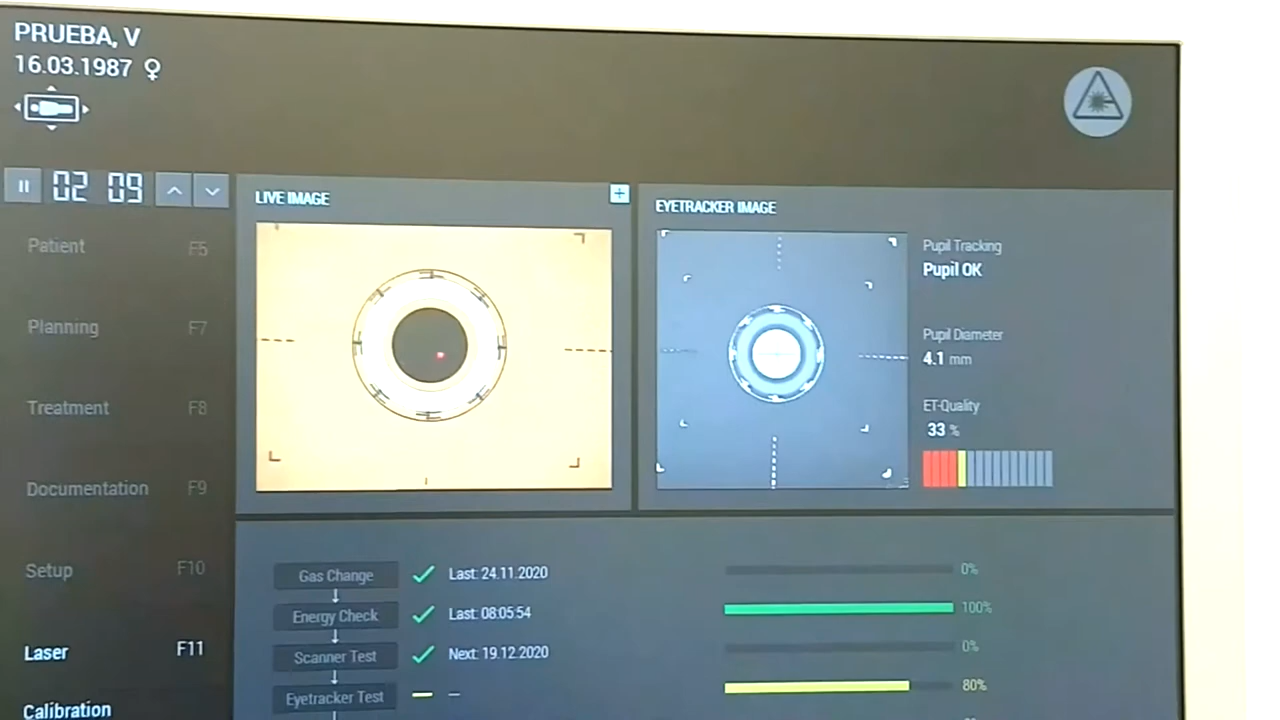 PRUEBA, V
16.03.1987 ♀
02 09
Patient F5
Planning F7
Treatment F8
Documentation F9
Setup F10
Laser F11
Calibration
LIVE IMAGE
EYETRACKER IMAGE
Pupil Tracking
Pupil OK
Pupil Diameter
4.1 mm
ET-Quality
33 %
Gas Change Last: 24.11.2020 0%
Energy Check Last: 08:05:54 100%
Scanner Test Next: 19.12.2020 0%
Eyetracker Test — 80%